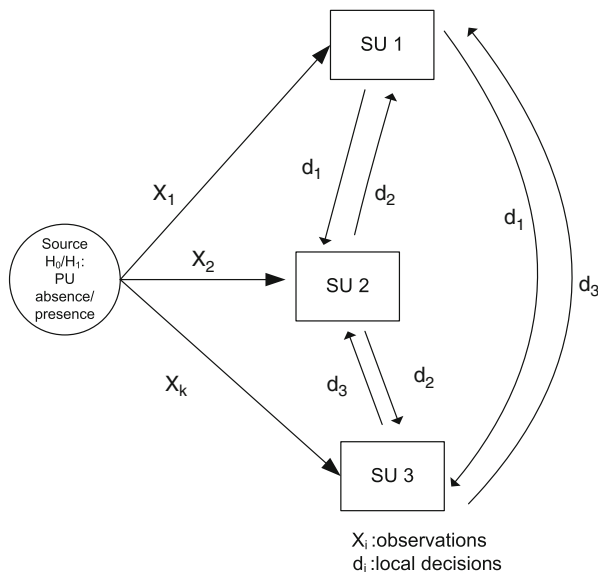 SU 1
X₁
d₁
d₂
Source
H₀/H₁:
PU
absence/
presence
X₂
SU 2
d₁
d₃
d₃
d₂
Xₖ
SU 3
Xᵢ :observations
dᵢ :local decisions